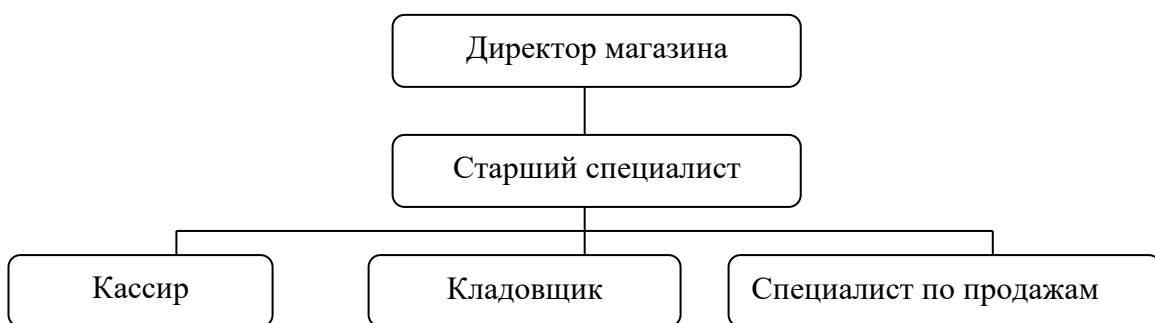 Директор магазина
Старший специалист
Кассир
Кладовщик
Специалист по продажам